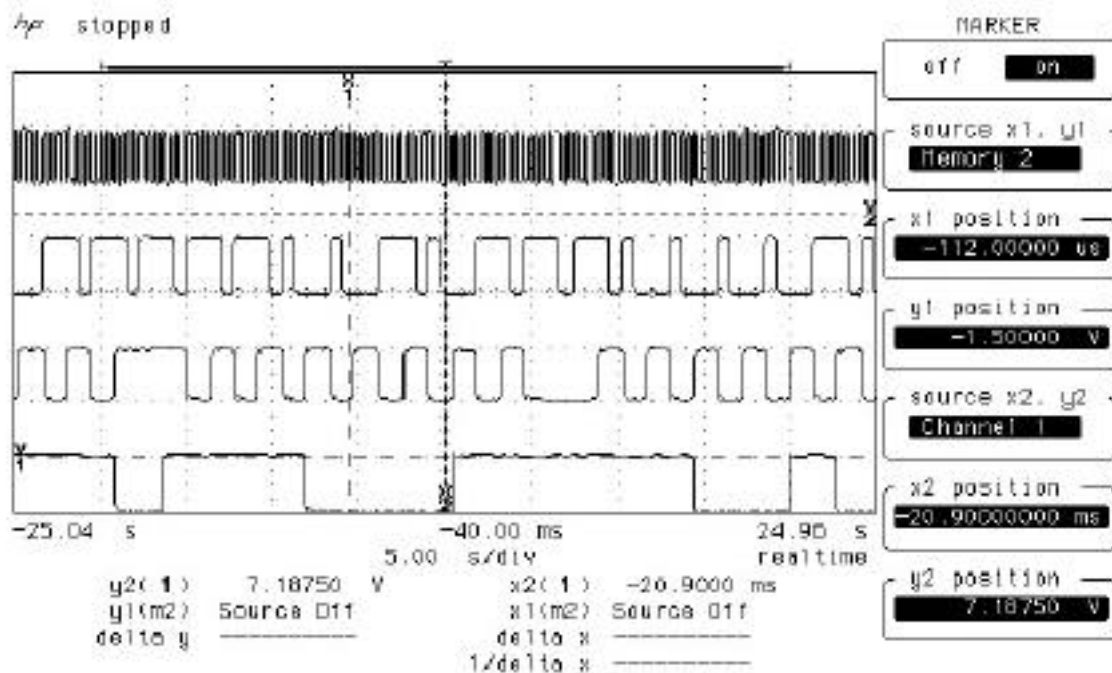 hp stopped
MARKER
off on
source x1, y1
Memory 2
x1 position
-112.00000 us
y1 position
-1.50000 V
source x2, y2
Channel 1
x2 position
-20.90000000 ms
y2 position
7.18750 V
-25.04 s -40.00 ms 24.96 s
5.00 s/div realtime
y2(1) 7.18750 V x2(1) -20.9000 ms
y1(m2) Source Off x1(m2) Source Off
delta y ---------- delta x ----------
1/delta x ----------